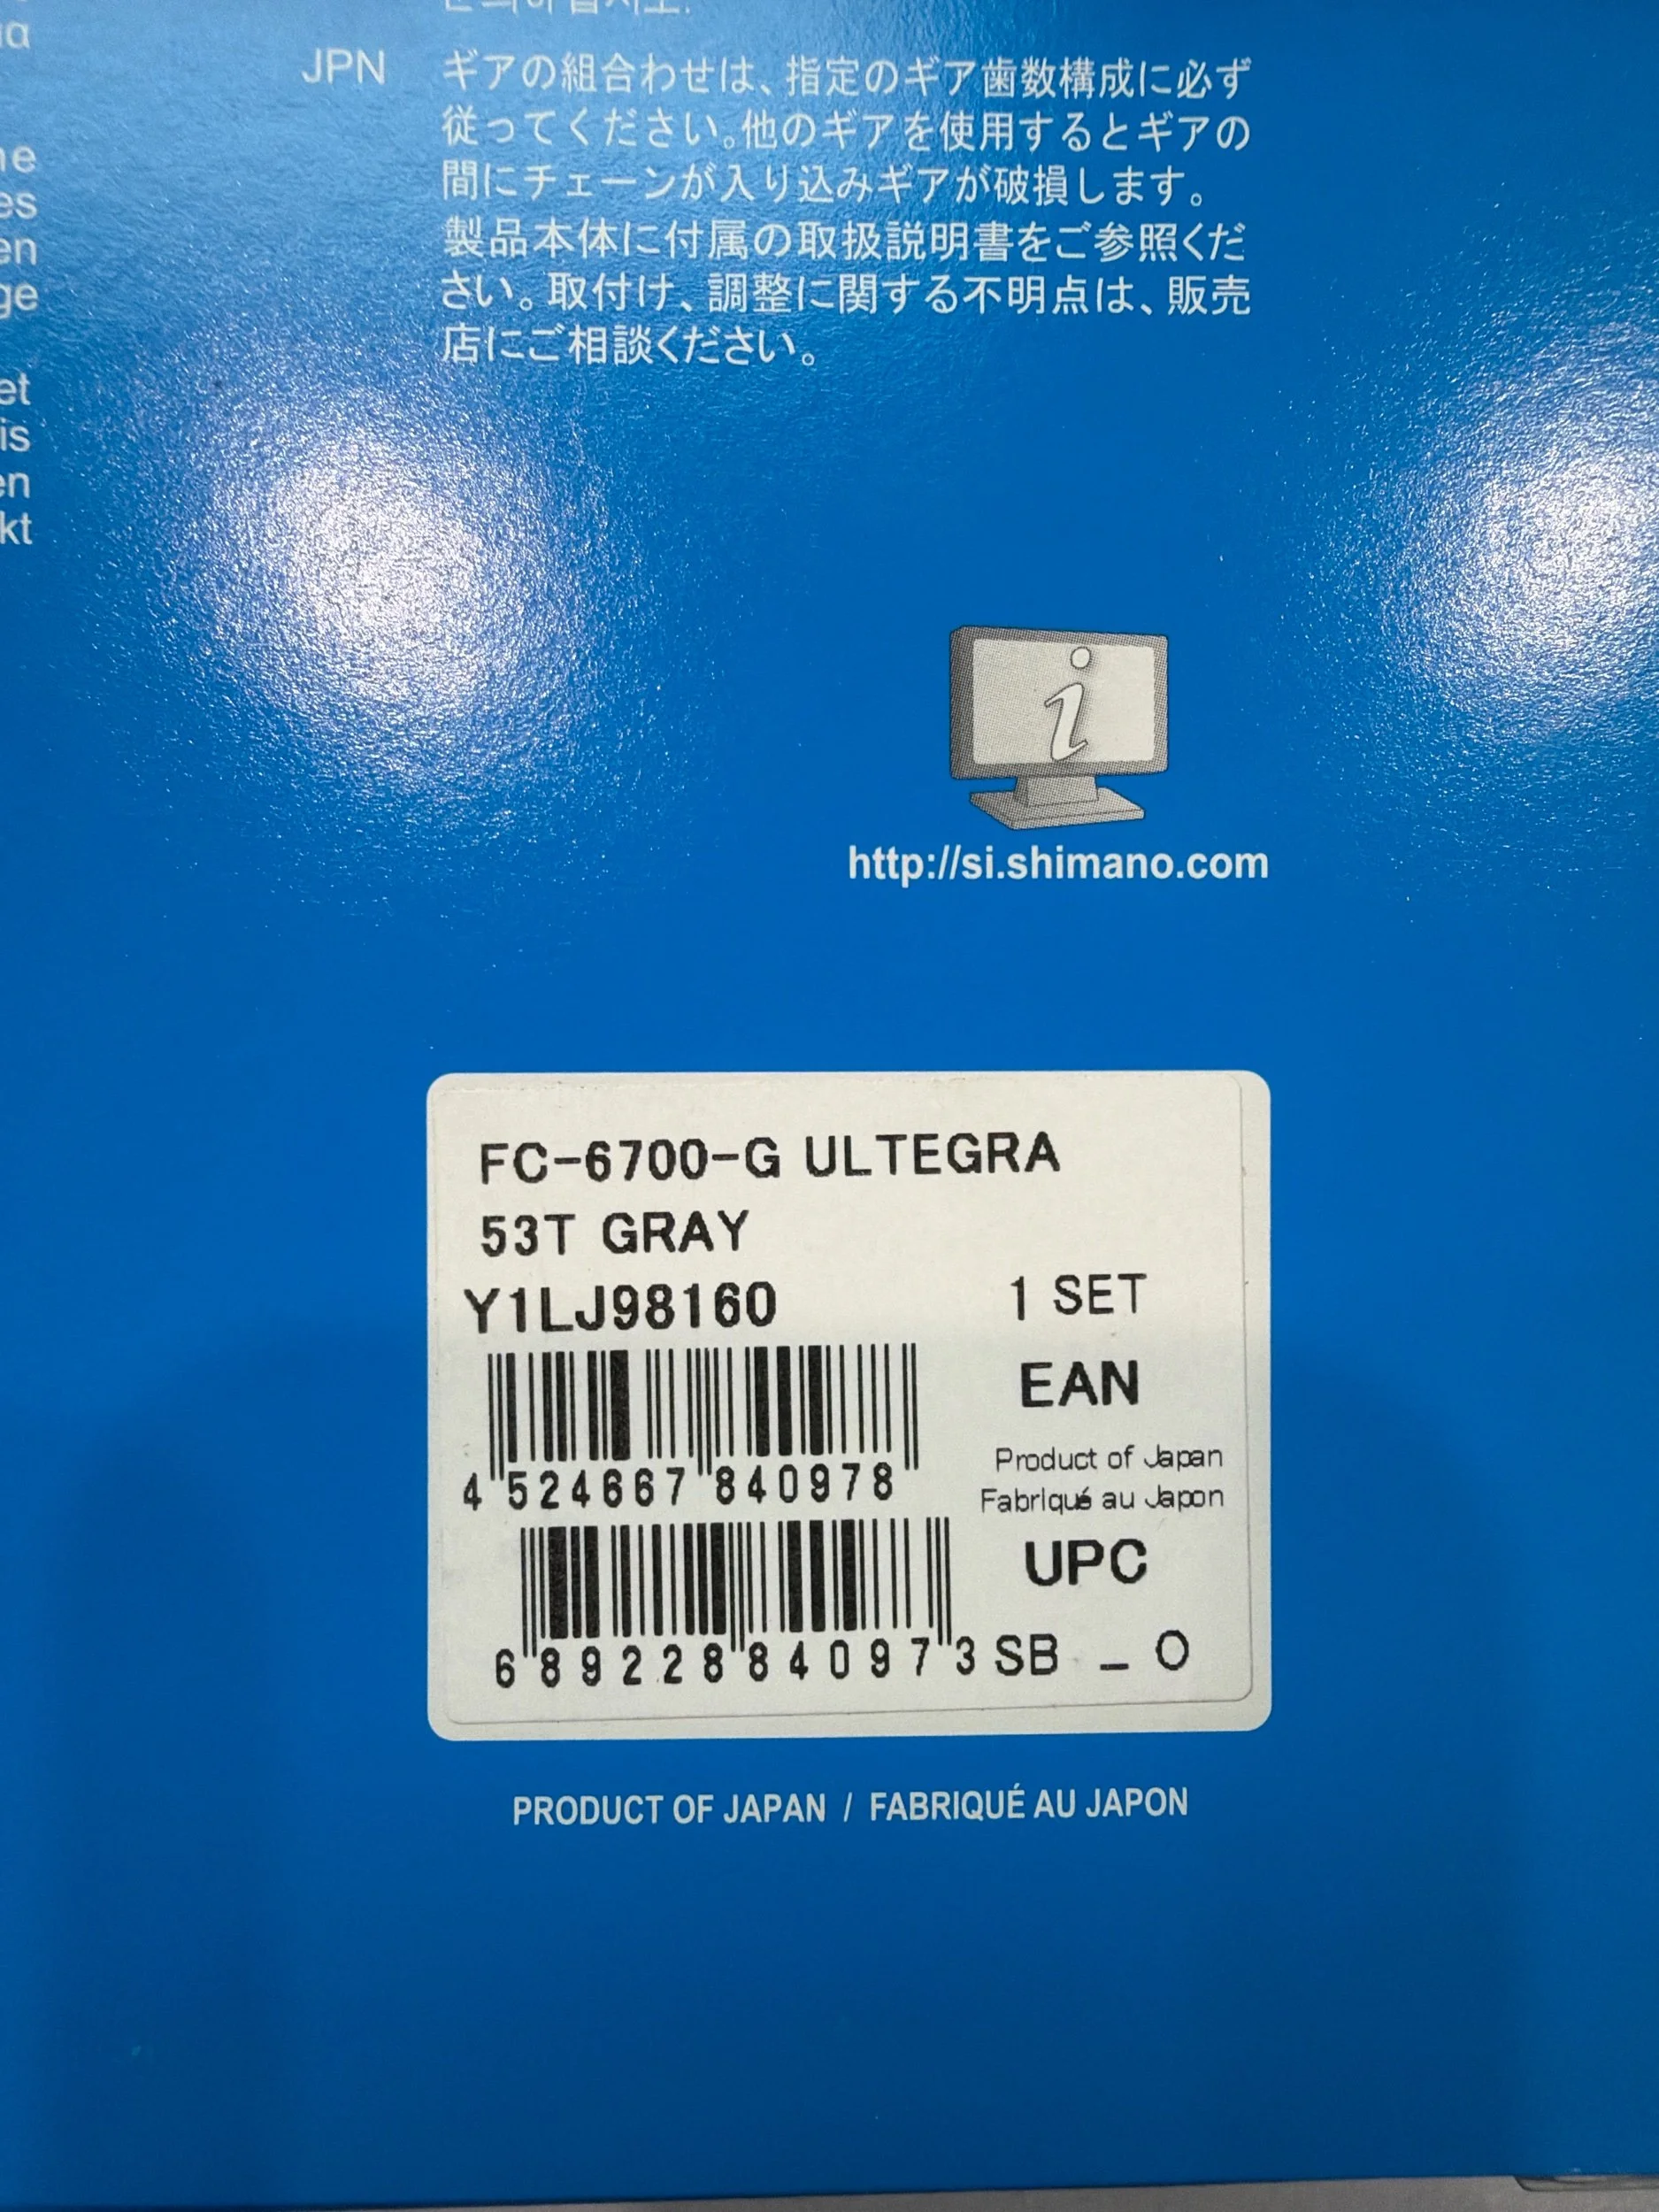 JPN
ギアの組合わせは、指定のギア歯数構成に必ず
従ってください。他のギアを使用するとギアの
間にチェーンが入り込みギアが破損します。
製品本体に付属の取扱説明書をご参照くだ
さい。取付け、調整に関する不明点は、販売
店にご相談ください。
et
is
en
kt
http://si.shimano.com
FC-6700-G ULTEGRA
53T GRAY
Y1LJ98160
1 SET
EAN
4 524667 840978
Product of Japan
Fabriqué au Japon
UPC
6 89228 84097 3
SB _ O
PRODUCT OF JAPAN / FABRIQUÉ AU JAPON